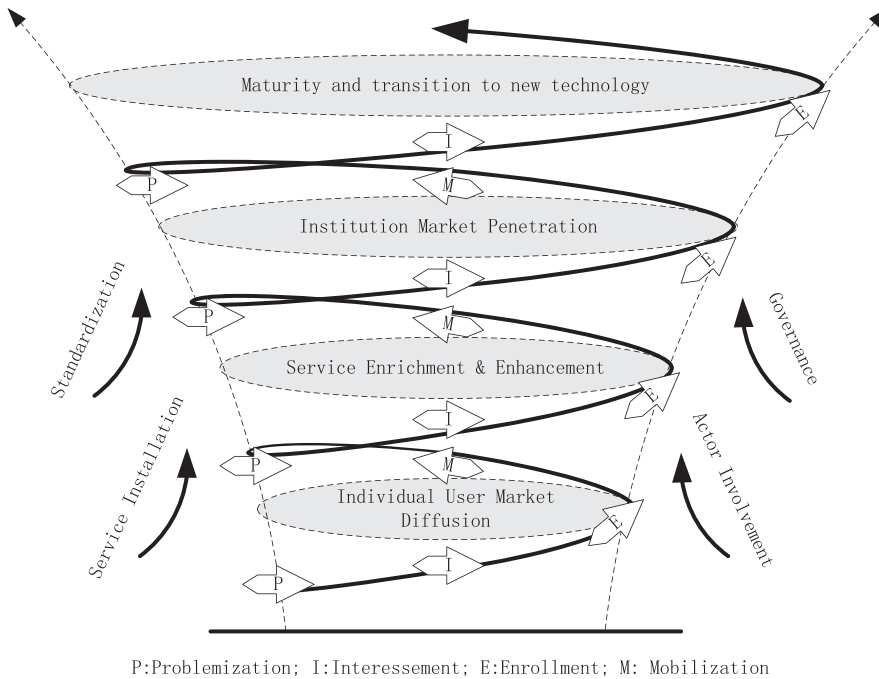 Maturity and transition to new technology
E
I
P
M
Institution Market Penetration
E
I
P
M
Standardization
Governance
Service Enrichment & Enhancement
E
I
P
M
Service Installation
Actor Involvement
Individual User Market
Diffusion
E
I
P
P:Problemization; I:Interessement; E:Enrollment; M: Mobilization